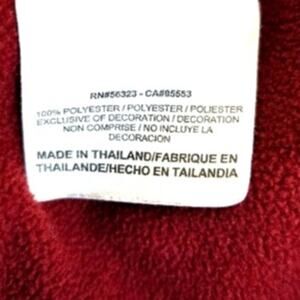 RN#56323 - CA#05553
100% POLYESTER / POLYESTER / POLIESTER
EXCLUSIVE OF DECORATION / DECORATION
NON COMPRISE / NO INCLUYE LA
DECORACION
MADE IN THAILAND/FABRIQUE EN
THAILANDE/HECHO EN TAILANDIA